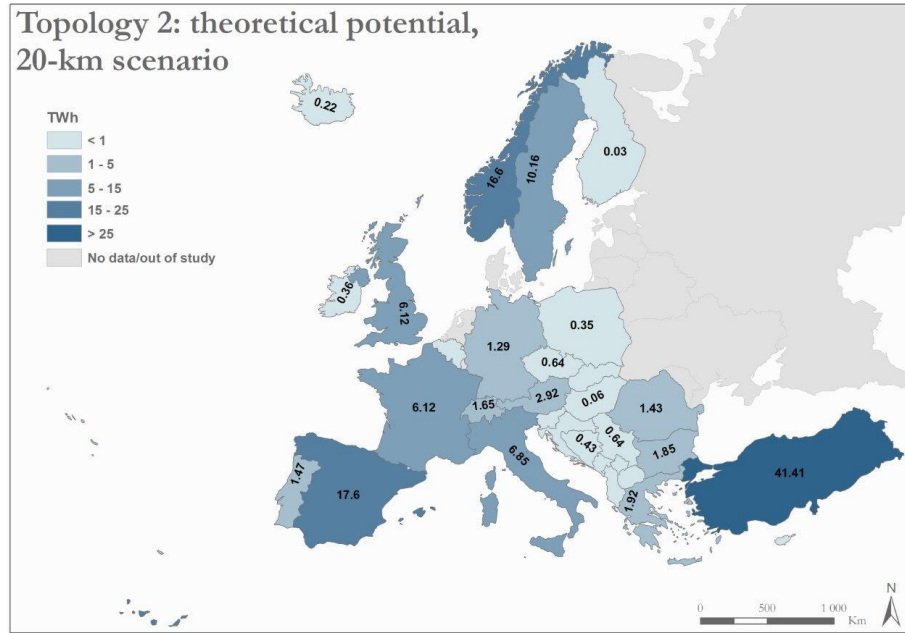 Topology 2: theoretical potential,
20-km scenario
TWh
< 1
1 - 5
5 - 15
15 - 25
> 25
No data/out of study
0.22
16.6
10.16
0.03
0.36
6.12
1.29
0.35
0.64
6.12
1.65
2.92
0.06
1.43
0.43
0.64
1.85
6.85
1.92
41.41
1.47
17.6
N
0 500 1 000
Km